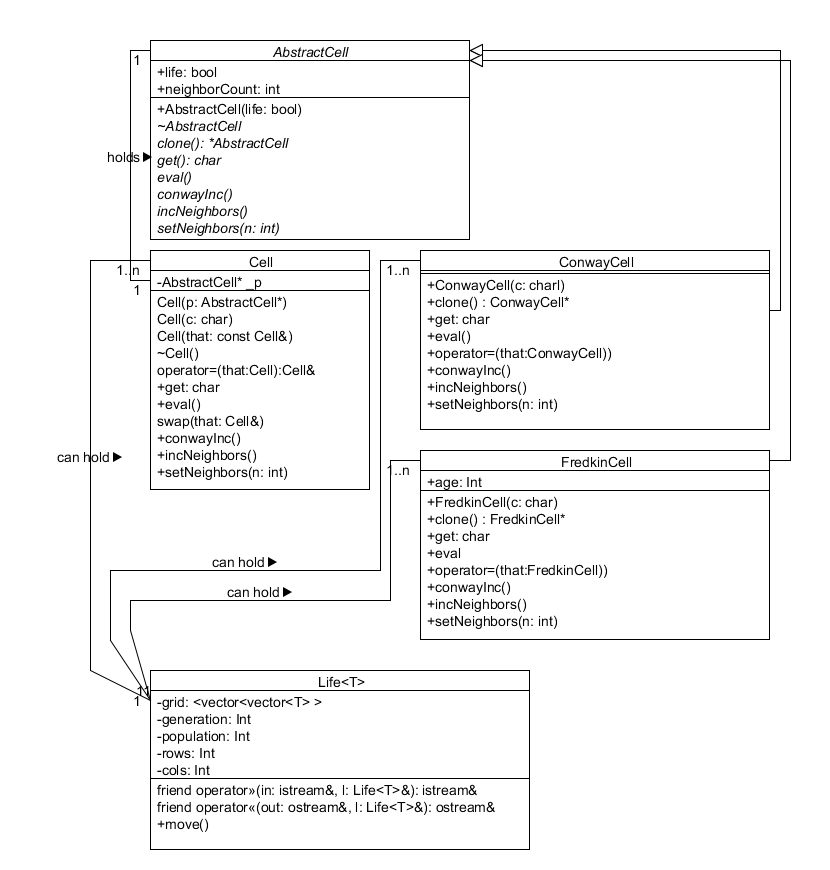 AbstractCell
1
+life: bool
+neighborCount: int
+AbstractCell(life: bool)
~AbstractCell
clone(): *AbstractCell
holds ▶
get(): char
eval()
conwayInc()
incNeighbors()
setNeighbors(n: int)
Cell
1..n
-AbstractCell* _p
1
Cell(p: AbstractCell*)
Cell(c: char)
Cell(that: const Cell&)
~Cell()
operator=(that:Cell):Cell&
+get: char
+eval()
swap(that: Cell&)
+conwayInc()
+incNeighbors()
+setNeighbors(n: int)
can hold ▶
ConwayCell
1..n
+ConwayCell(c: charl)
+clone() : ConwayCell*
+get: char
+eval()
+operator=(that:ConwayCell))
+conwayInc()
+incNeighbors()
+setNeighbors(n: int)
FredkinCell
1..n
+age: Int
+FredkinCell(c: char)
+clone() : FredkinCell*
+get: char
+eval
+operator=(that:FredkinCell))
+conwayInc()
+incNeighbors()
+setNeighbors(n: int)
can hold ▶
can hold ▶
Life<T>
1
1
1
-grid: <vector<vector<T> >
-generation: Int
-population: Int
-rows: Int
-cols: Int
friend operator»(in: istream&, l: Life<T>&): istream&
friend operator«(out: ostream&, l: Life<T>&): ostream&
+move()